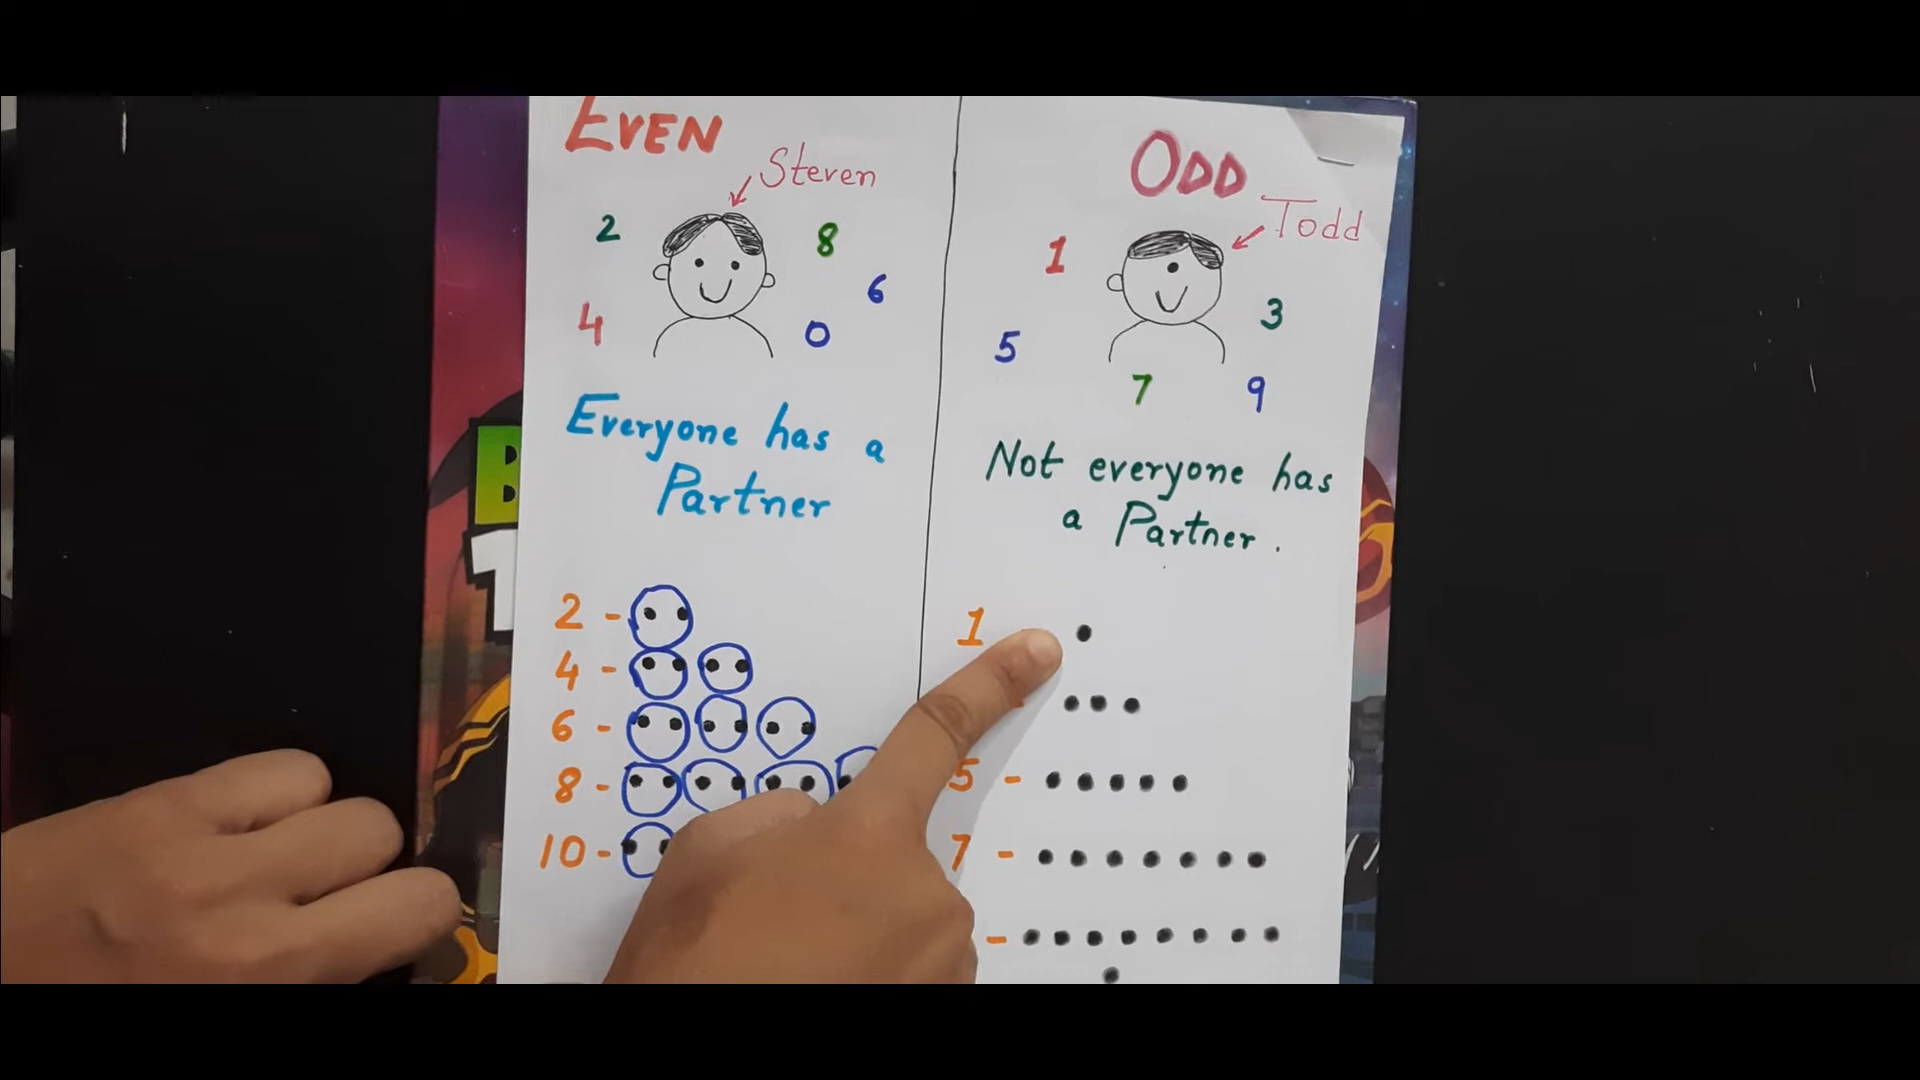 EVEN
Steven
2
8
6
4
0
Everyone has a
Partner
2 -
4 -
6 -
8 -
10 -
ODD
Todd
1
3
5
7
9
Not everyone has
a Partner.
1
5 -
7 -
-